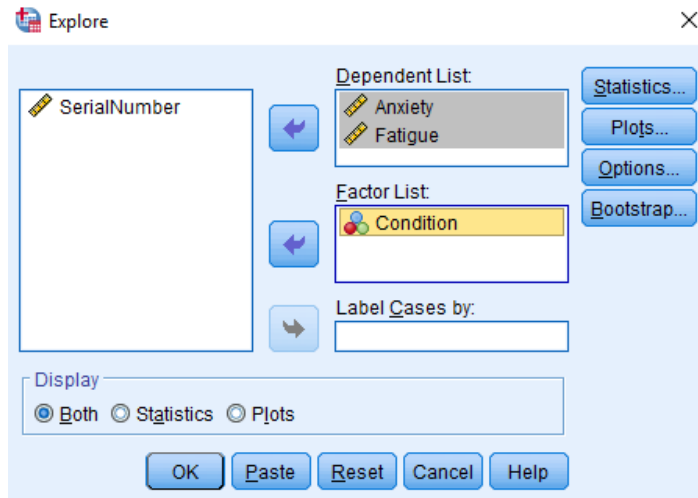 Explore
SerialNumber
Dependent List:
Anxiety
Fatigue
Factor List:
Condition
Label Cases by:
Statistics...
Plots...
Options...
Bootstrap...
Display
Both Statistics Plots
OK Paste Reset Cancel Help